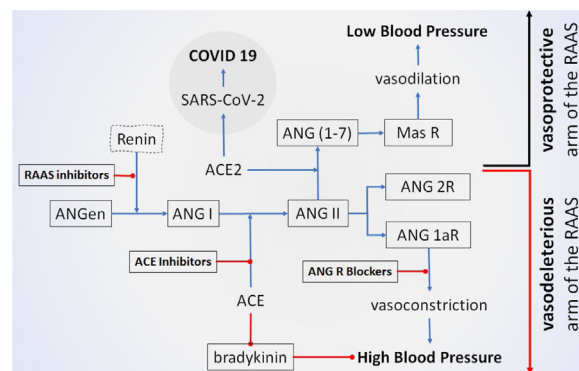 Low Blood Pressure
COVID 19
vasodilation
SARS-CoV-2
Renin
ANG (1-7)
Mas R
RAAS inhibitors
ACE2
ANG 2R
ANGen
ANG I
ANG II
ANG 1aR
ACE Inhibitors
ANG R Blockers
ACE
vasoconstriction
bradykinin
High Blood Pressure
vasoprotective
arm of the RAAS
vasodeleterious
arm of the RAAS